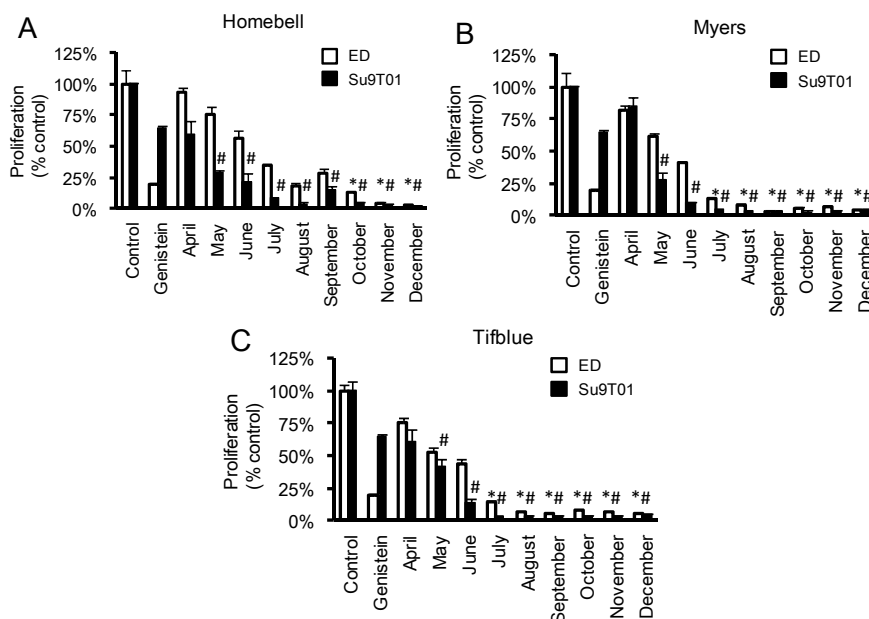 A
Homebell
125%
100%
75%
50%
25%
0%
Proliferation
(% control)
ED
Su9T01
# # # # # *# *# *#
Control
Genistein
April
May
June
July
August
September
October
November
December
B
Myers
125%
100%
75%
50%
25%
0%
Proliferation
(% control)
ED
Su9T01
# # *# *# *# *# *# *#
Control
Genistein
April
May
June
July
August
September
October
November
December
C
Tifblue
125%
100%
75%
50%
25%
0%
Proliferation
(% control)
ED
Su9T01
# # *# *# *# *# *# *#
Control
Genistein
April
May
June
July
August
September
October
November
December